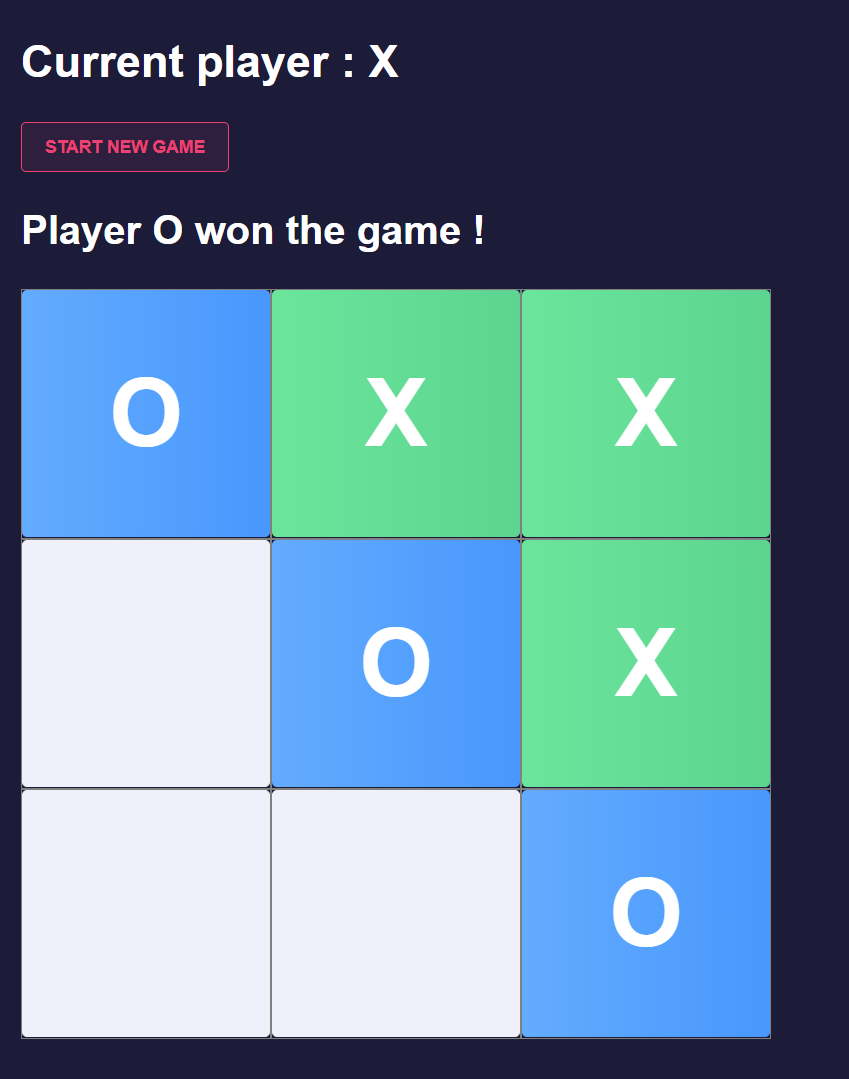 Current player : X
START NEW GAME
Player O won the game !
O X X
O X
O